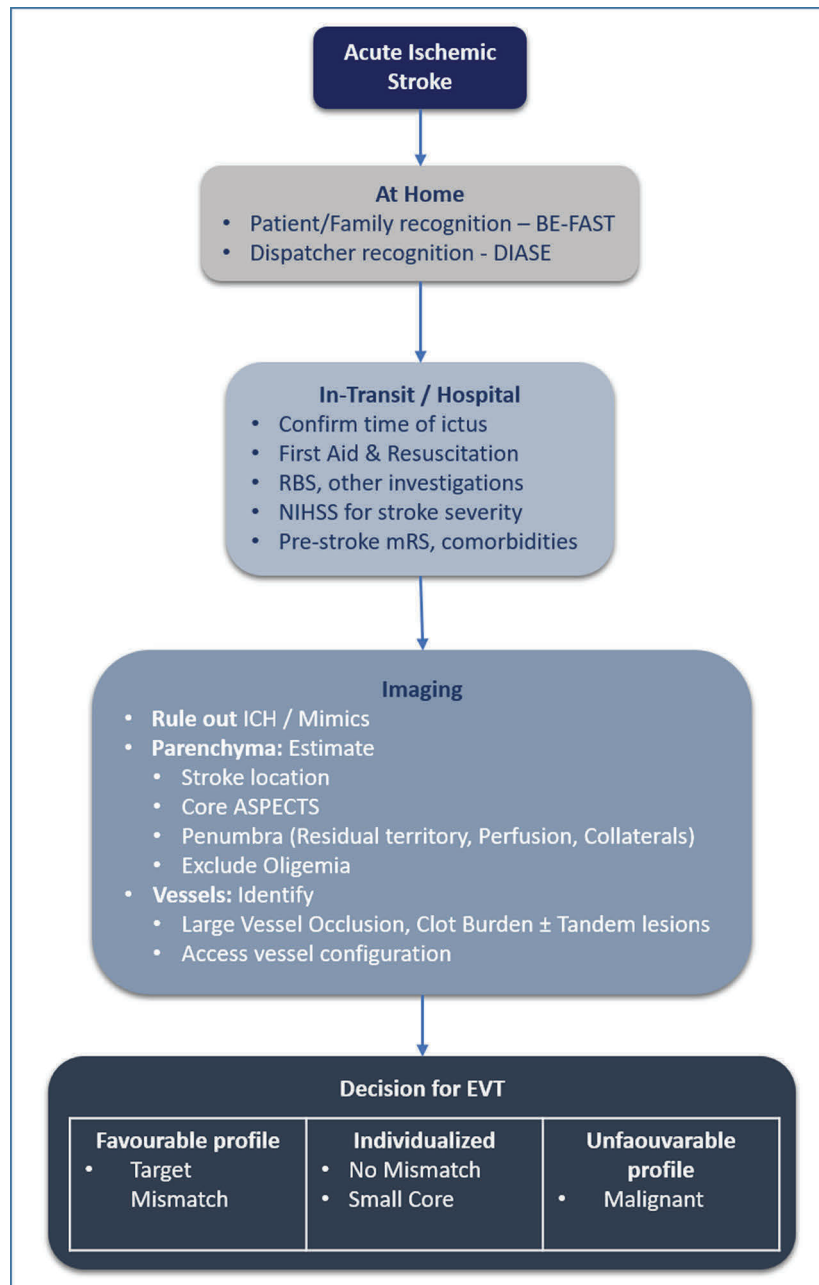 Acute Ischemic
Stroke
At Home
• Patient/Family recognition – BE-FAST
• Dispatcher recognition - DIASE
In-Transit / Hospital
• Confirm time of ictus
• First Aid & Resuscitation
• RBS, other investigations
• NIHSS for stroke severity
• Pre-stroke mRS, comorbidities
Imaging
• Rule out ICH / Mimics
• Parenchyma: Estimate
• Stroke location
• Core ASPECTS
• Penumbra (Residual territory, Perfusion, Collaterals)
• Exclude Oligemia
• Vessels: Identify
• Large Vessel Occlusion, Clot Burden ± Tandem lesions
• Access vessel configuration
Decision for EVT
Favourable profile
• Target
Mismatch
Individualized
• No Mismatch
• Small Core
Unfaouvarable
profile
• Malignant